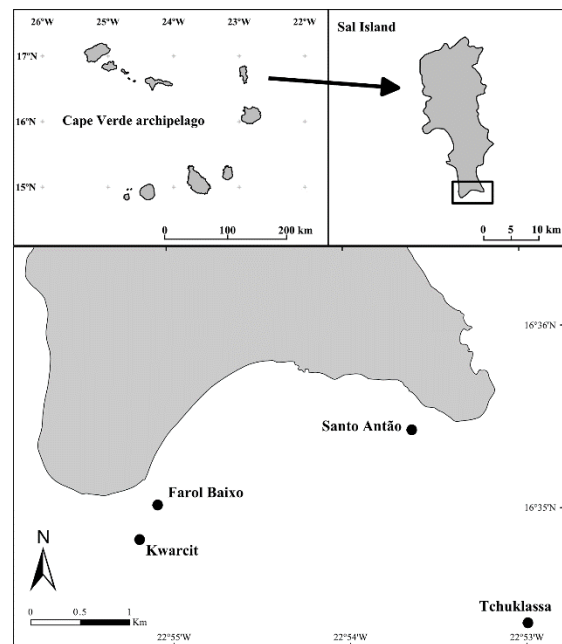 26°W 25°W 24°W 23°W 22°W
Sal Island
17°N
Cape Verde archipelago
16°N
15°N
0 100 200 km
0 5 10 km
16°36'N
Santo Antão
Farol Baixo
16°35'N
Kwarcit
N
0 0.5 1
Km
Tchuklassa
22°55'W 22°54'W 22°53'W